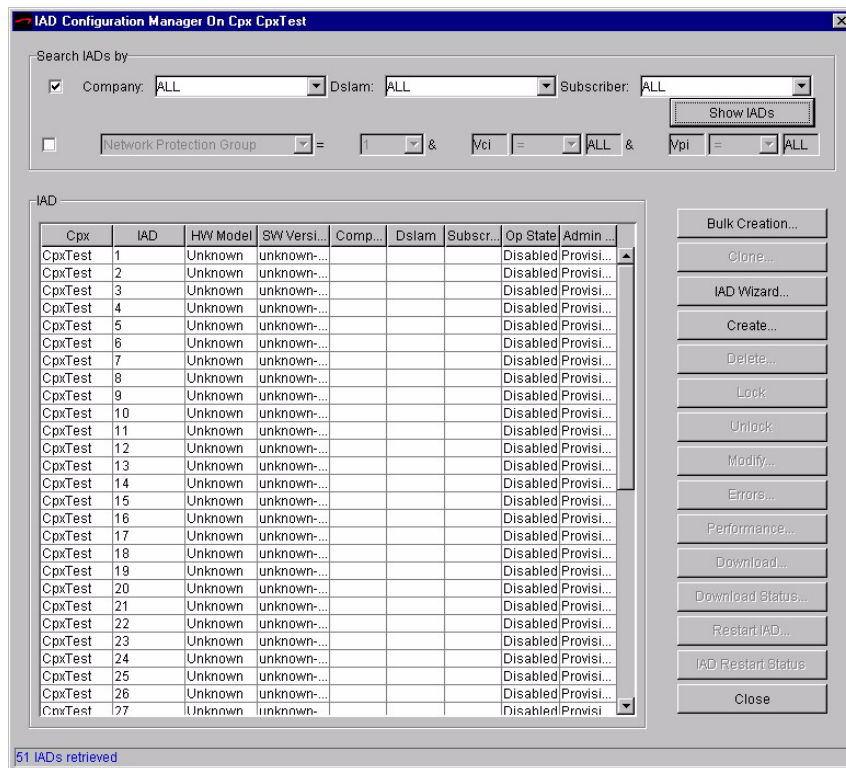 IAD Configuration Manager On Cpx CpxTest
Search IADs by
Company: ALL Dslam: ALL Subscriber: ALL
Show IADs
Network Protection Group = 1 & Vci = ALL & Vpi = ALL
IAD
Cpx IAD HW Model SW Versi... Comp... Dslam Subscr... Op State Admin ...
CpxTest 1 Unknown unknown-... Disabled Provisi...
CpxTest 2 Unknown unknown-... Disabled Provisi...
CpxTest 3 Unknown unknown-... Disabled Provisi...
CpxTest 4 Unknown unknown-... Disabled Provisi...
CpxTest 5 Unknown unknown-... Disabled Provisi...
CpxTest 6 Unknown unknown-... Disabled Provisi...
CpxTest 7 Unknown unknown-... Disabled Provisi...
CpxTest 8 Unknown unknown-... Disabled Provisi...
CpxTest 9 Unknown unknown-... Disabled Provisi...
CpxTest 10 Unknown unknown-... Disabled Provisi...
CpxTest 11 Unknown unknown-... Disabled Provisi...
CpxTest 12 Unknown unknown-... Disabled Provisi...
CpxTest 13 Unknown unknown-... Disabled Provisi...
CpxTest 14 Unknown unknown-... Disabled Provisi...
CpxTest 15 Unknown unknown-... Disabled Provisi...
CpxTest 16 Unknown unknown-... Disabled Provisi...
CpxTest 17 Unknown unknown-... Disabled Provisi...
CpxTest 18 Unknown unknown-... Disabled Provisi...
CpxTest 19 Unknown unknown-... Disabled Provisi...
CpxTest 20 Unknown unknown-... Disabled Provisi...
CpxTest 21 Unknown unknown-... Disabled Provisi...
CpxTest 22 Unknown unknown-... Disabled Provisi...
CpxTest 23 Unknown unknown-... Disabled Provisi...
CpxTest 24 Unknown unknown-... Disabled Provisi...
CpxTest 25 Unknown unknown-... Disabled Provisi...
CpxTest 26 Unknown unknown-... Disabled Provisi...
CpxTest 27 Unknown unknown- Disabled Provisi
Bulk Creation...
Clone...
IAD Wizard...
Create...
Delete...
Lock
Unlock
Modify...
Errors...
Performance...
Download...
Download Status...
Restart IAD...
IAD Restart Status
Close
51 IADs retrieved